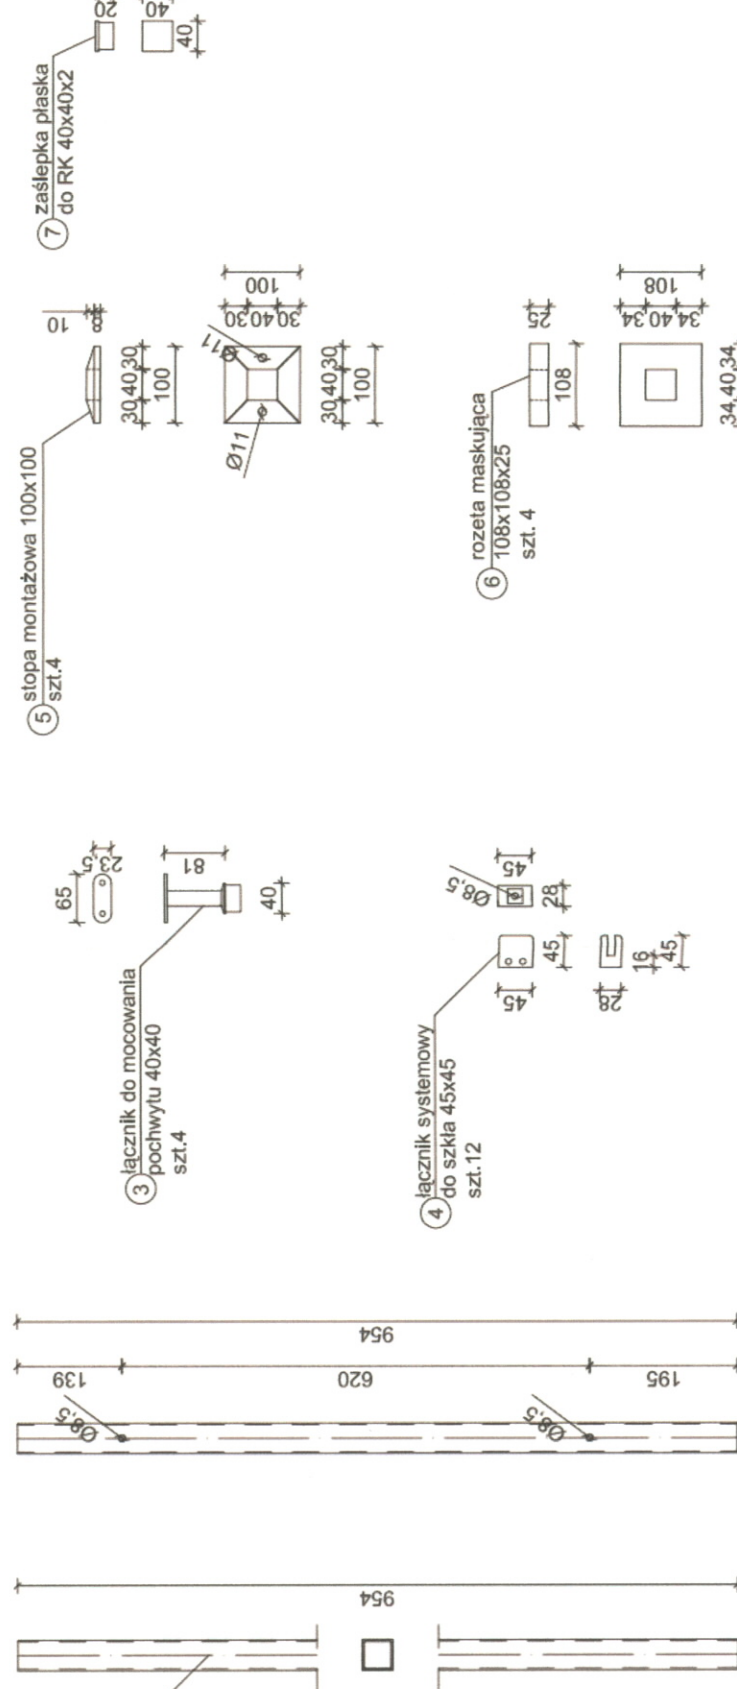 7
zaślepka płaska
do RK 40x40x2
20
40
40
5
stopa montażowa 100x100
szt.4
10
8
30 40 30
100
Ø11
Ø11
30 40 30
100
30 40 30
100
6
rozeta maskująca
108x108x25
szt. 4
25
108
34 40 34
108
34 40 34
3
łącznik do mocowania
pochwytu 40x40
szt.4
65
23,5
81
40
4
łącznik systemowy
do szkła 45x45
szt.12
45
45
Ø8,5
45
28
28
16
45
954
139
620
195
Ø8,5
Ø8,5
954